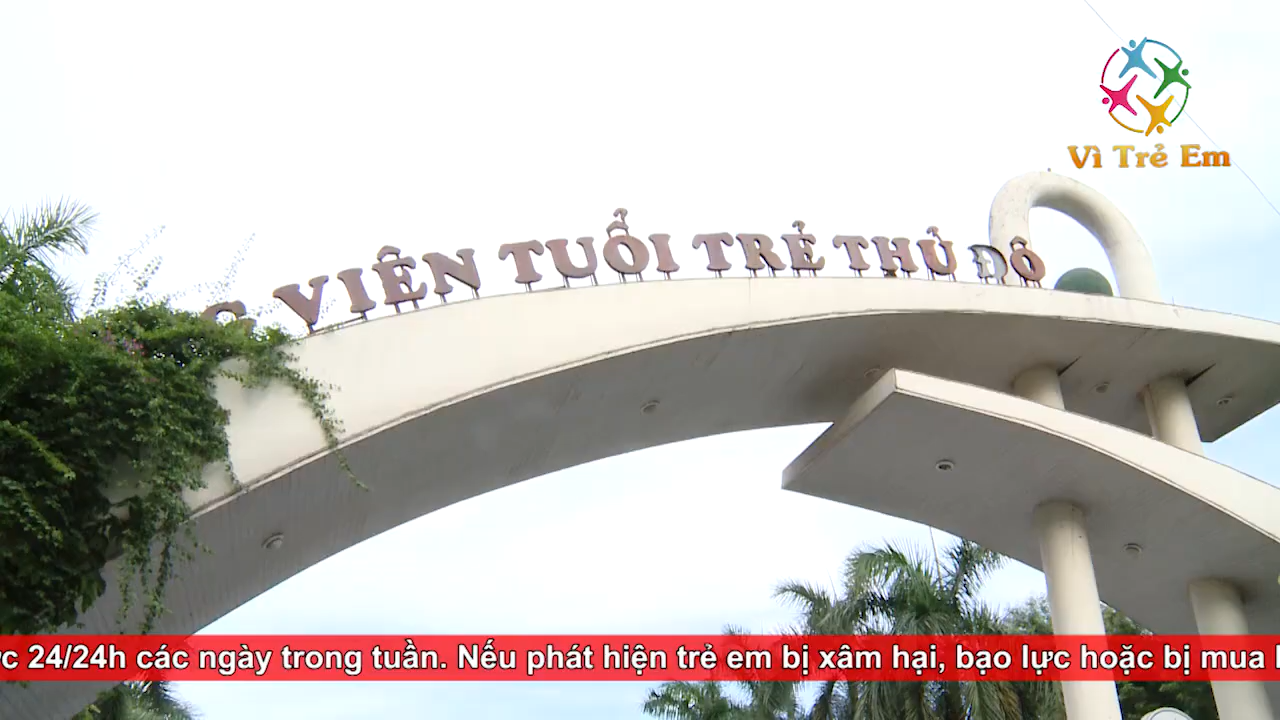 Vì Trẻ Em
VIÊN TUỔI TRẺ THỦ ĐÔ
24/24h các ngày trong tuần. Nếu phát hiện trẻ em bị xâm hại, bạo lực hoặc bị mua